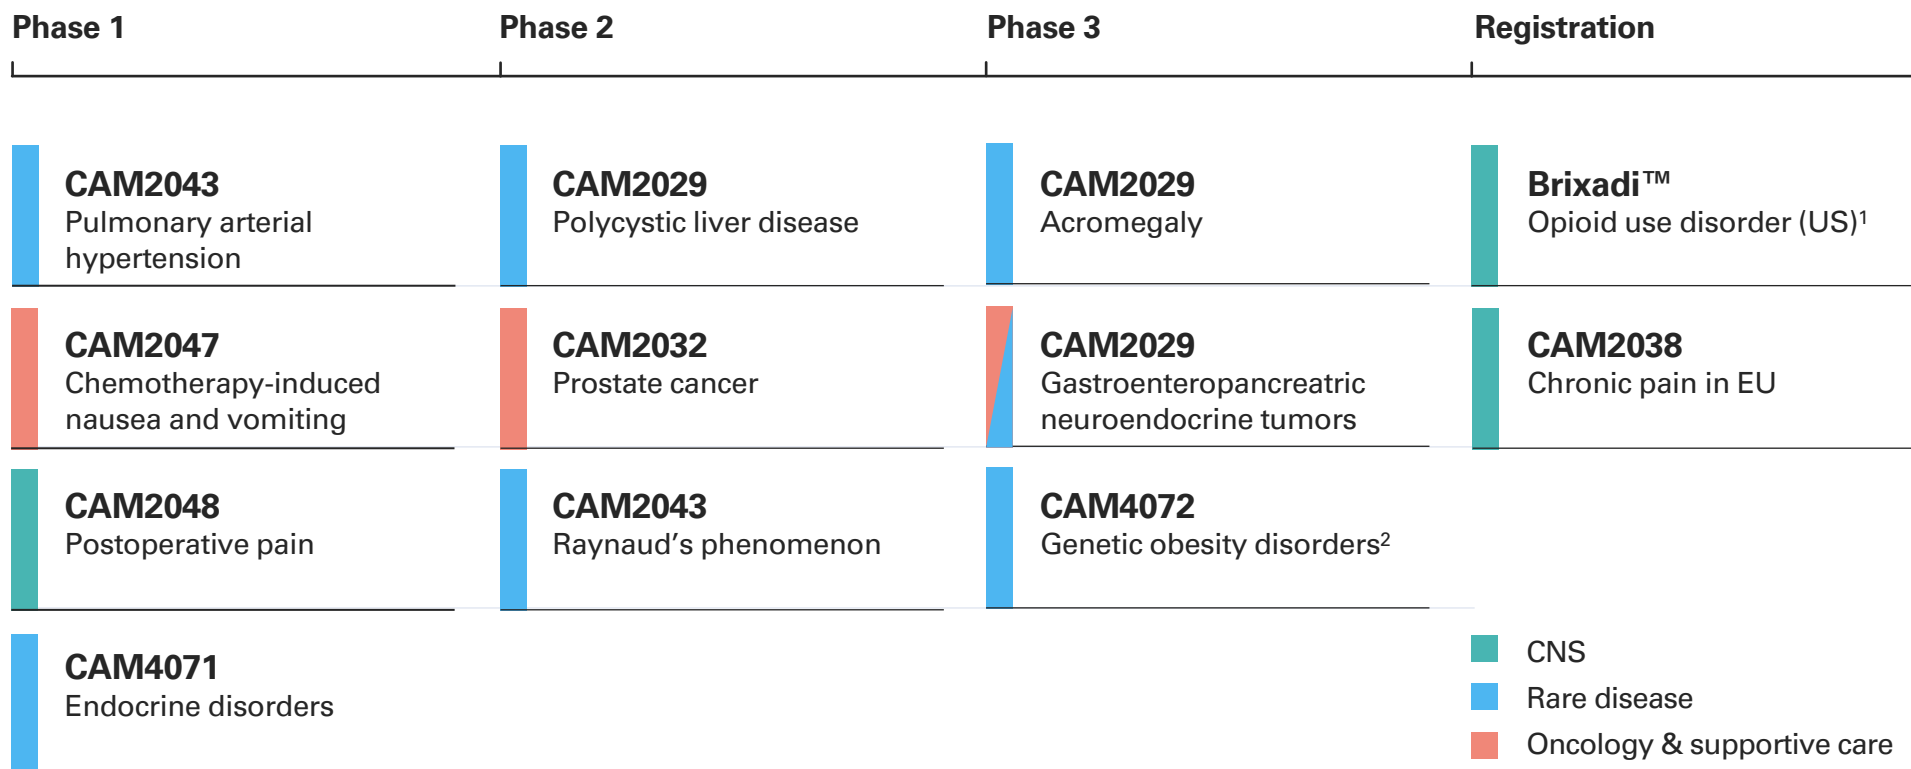 Phase 1
Phase 2
Phase 3
Registration
CAM2043
Pulmonary arterial
hypertension
CAM2029
Polycystic liver disease
CAM2029
Acromegaly
Brixadi™
Opioid use disorder (US)¹
CAM2047
Chemotherapy-induced
nausea and vomiting
CAM2032
Prostate cancer
CAM2029
Gastroenteropancreatric
neuroendocrine tumors
CAM2038
Chronic pain in EU
CAM2048
Postoperative pain
CAM2043
Raynaud’s phenomenon
CAM4072
Genetic obesity disorders²
CAM4071
Endocrine disorders
CNS
Rare disease
Oncology & supportive care